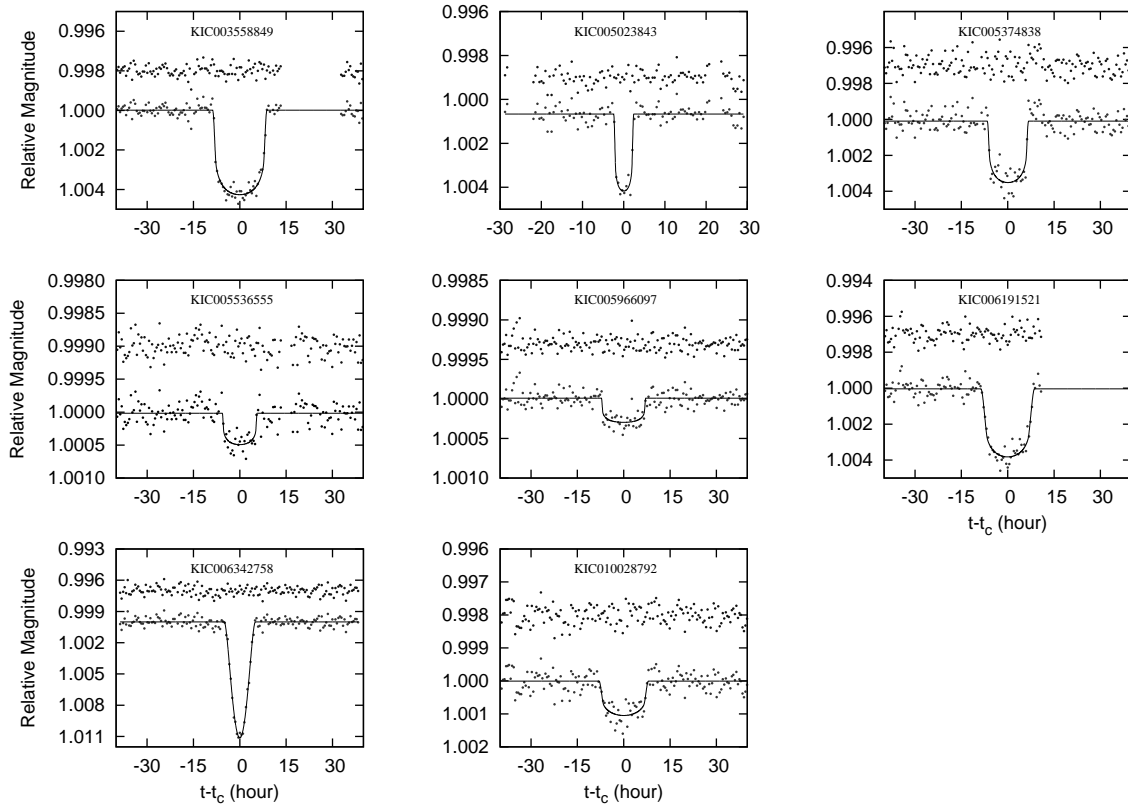 KIC003558849
Relative Magnitude
0.996
0.998
1.000
1.002
1.004
-30 -15 0 15 30
KIC005023843
0.996
0.998
1.000
1.002
1.004
-30 -20 -10 0 10 20 30
KIC005374838
0.996
0.998
1.000
1.002
1.004
-30 -15 0 15 30
KIC005536555
Relative Magnitude
0.9980
0.9985
0.9990
0.9995
1.0000
1.0005
1.0010
-30 -15 0 15 30
KIC005966097
0.9985
0.9990
0.9995
1.0000
1.0005
1.0010
-30 -15 0 15 30
KIC006191521
0.994
0.996
0.998
1.000
1.002
1.004
-30 -15 0 15 30
t-tc (hour)
KIC006342758
Relative Magnitude
0.993
0.996
0.999
1.002
1.005
1.008
1.011
-30 -15 0 15 30
t-tc (hour)
KIC010028792
0.996
0.997
0.998
0.999
1.000
1.001
1.002
-30 -15 0 15 30
t-tc (hour)